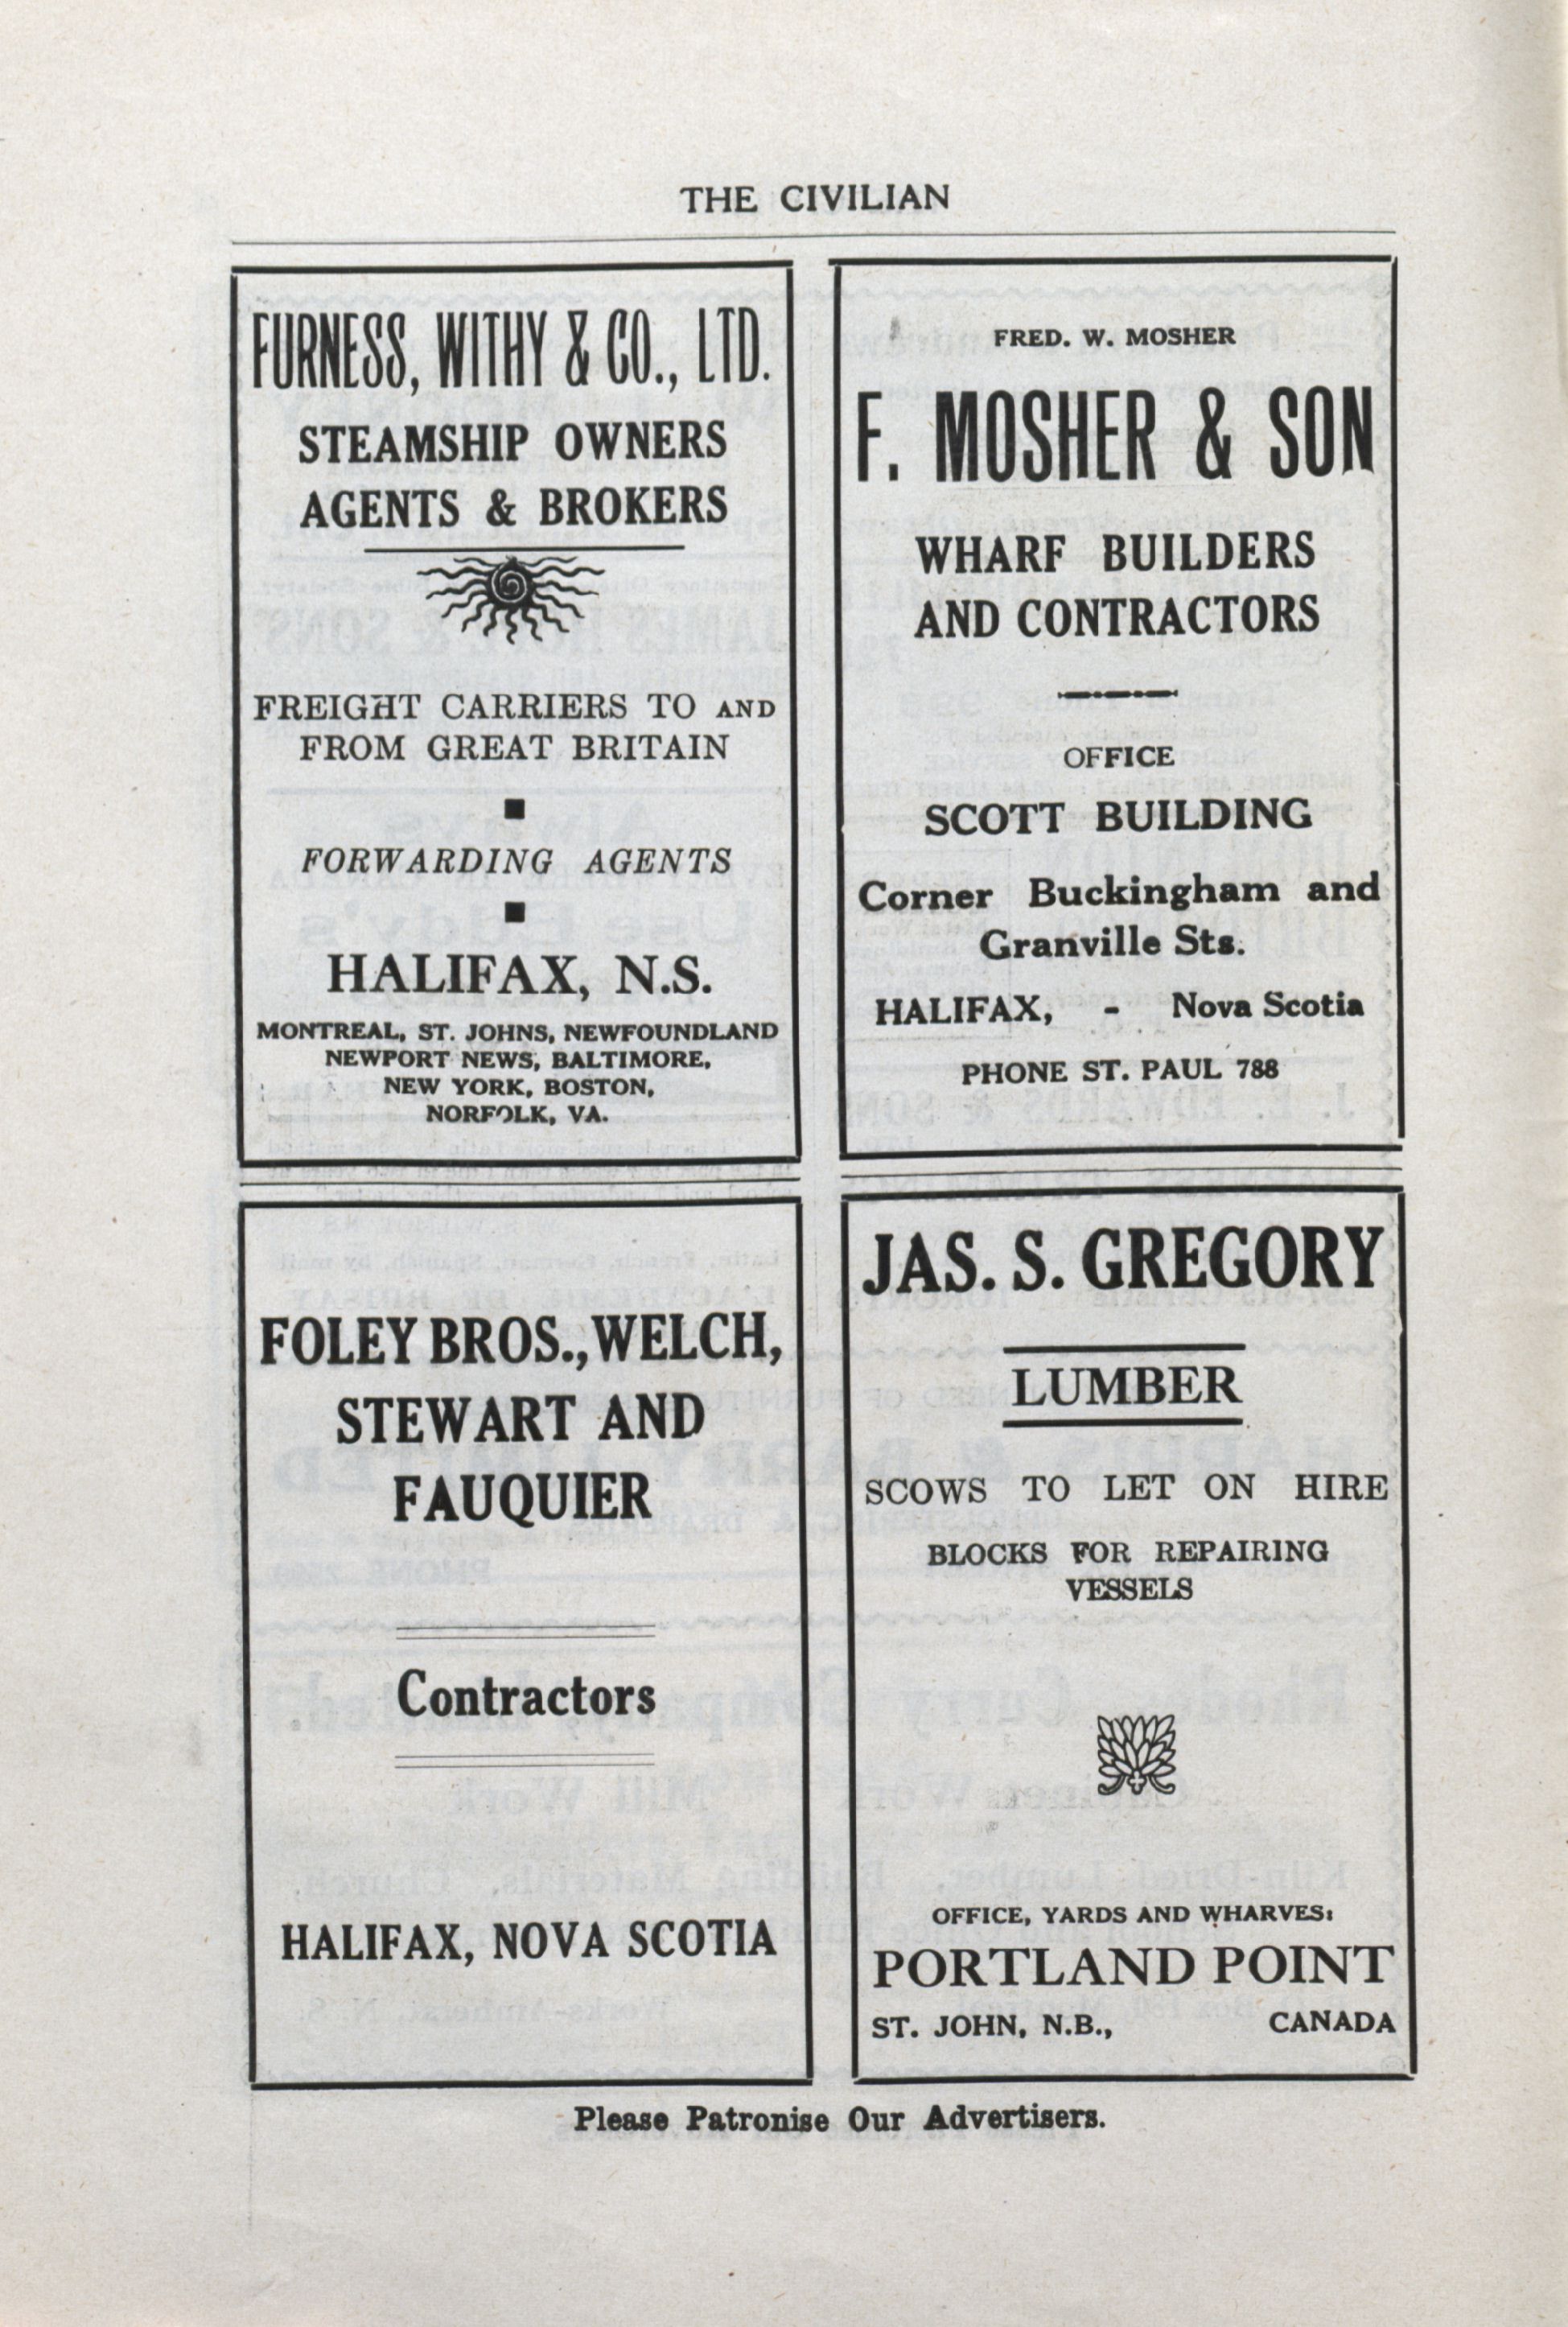 THE CIVILIAN
FURNESS, WITHY & CO., LTD.
STEAMSHIP OWNERS
AGENTS & BROKERS
FREIGHT CARRIERS TO AND
FROM GREAT BRITAIN
FORWARDING AGENTS
HALIFAX, N.S.
MONTREAL, ST. JOHNS, NEWFOUNDLAND
NEWPORT NEWS, BALTIMORE,
NEW YORK, BOSTON,
NORFOLK, VA.
FRED. W. MOSHER
F. MOSHER & SON
WHARF BUILDERS
AND CONTRACTORS
OFFICE
SCOTT BUILDING
Corner Buckingham and
Granville Sts.
HALIFAX, - Nova Scotia
PHONE ST. PAUL 788
FOLEY BROS., WELCH,
STEWART AND
FAUQUIER
Contractors
HALIFAX, NOVA SCOTIA
JAS. S. GREGORY
LUMBER
SCOWS TO LET ON HIRE
BLOCKS FOR REPAIRING
VESSELS
OFFICE, YARDS AND WHARVES:
PORTLAND POINT
ST. JOHN, N.B., CANADA
Please Patronise Our Advertisers.